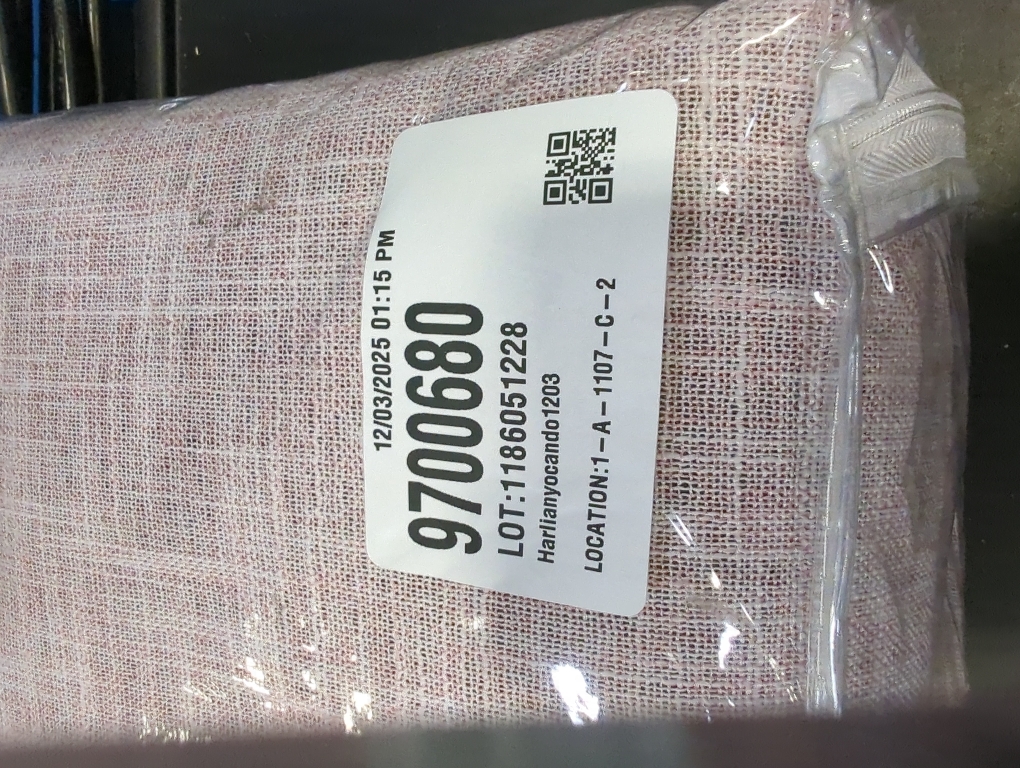 12/03/2025 01:15 PM
9700680
LOT:1186051228
Harlianyocando1203
LOCATION:1-A-1107-C-2